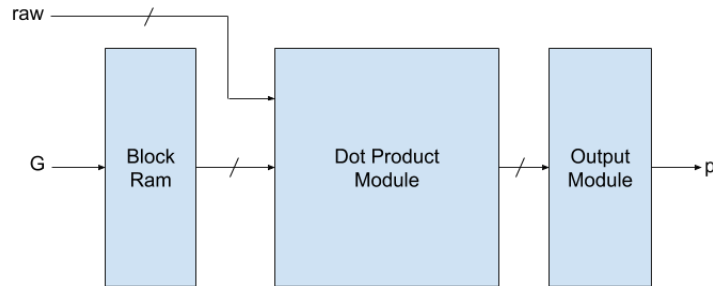 raw
G
Block
Ram
Dot Product
Module
Output
Module
p